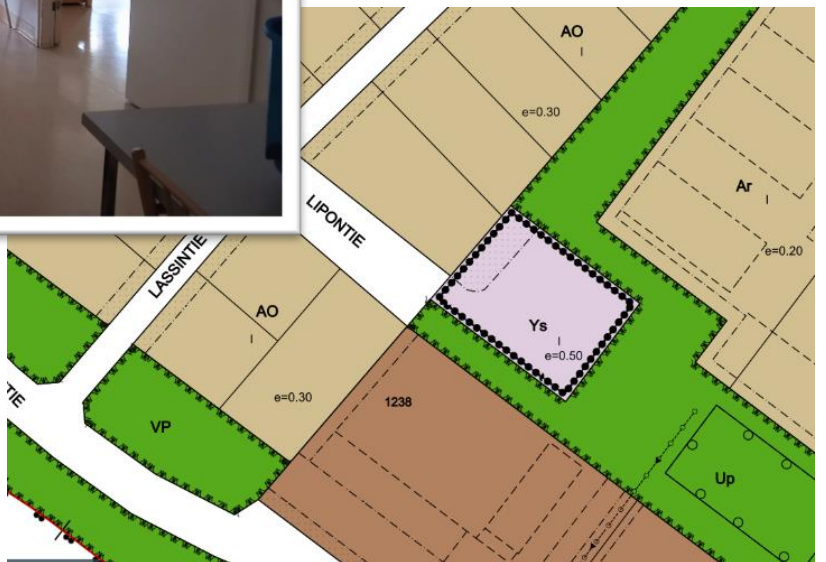 AO
I
e=0.30
Ar
I
e=0.20
LIPONTIE
LASSINTIE
AO
I
e=0.30
Ys
I
e=0.50
1238
VP
TIE
Up